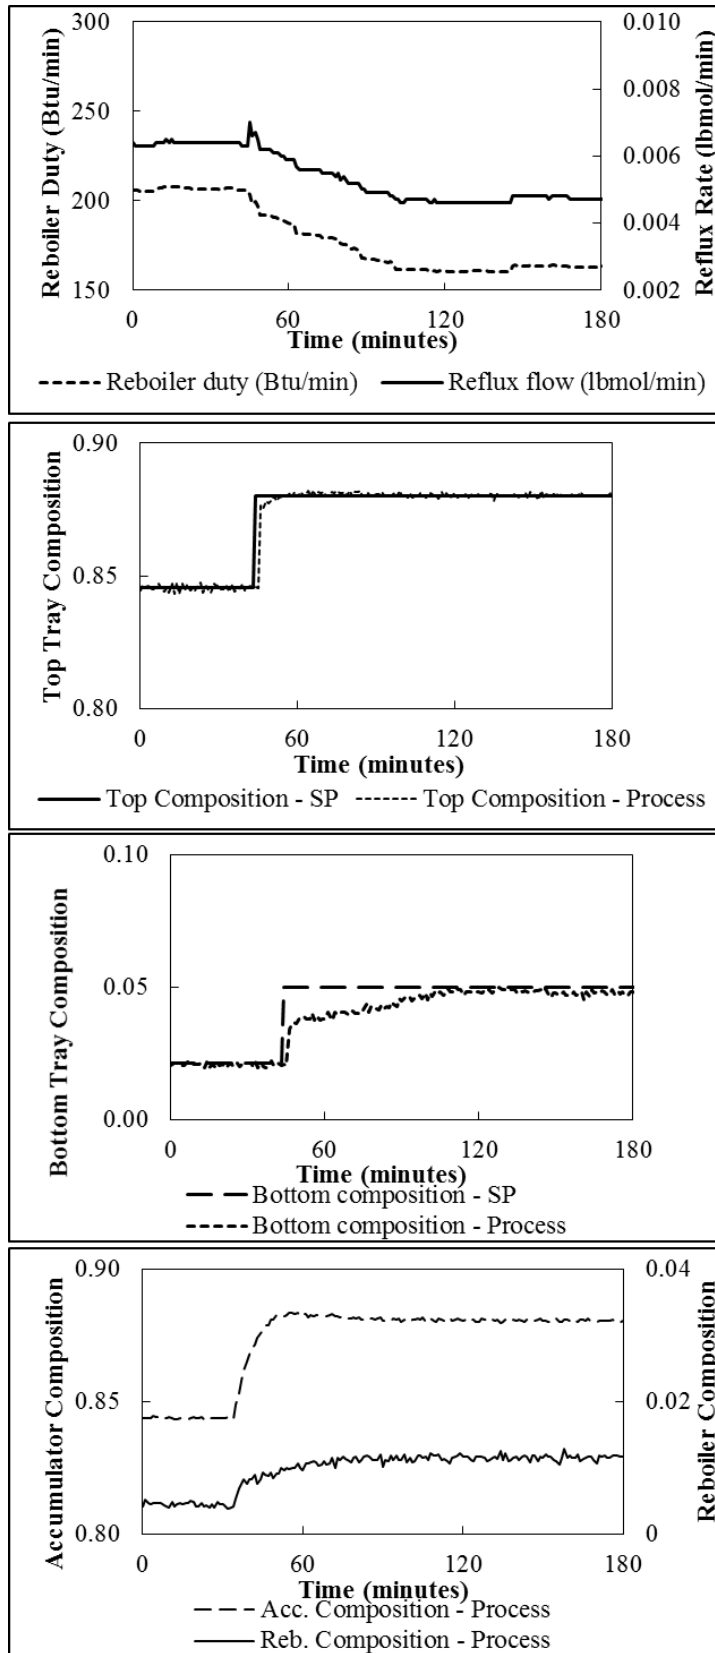 Reboiler Duty (Btu/min)
300
250
200
150
0.010
0.008
0.006
0.004
0.002
Reflux Rate (lbmol/min)
0
60
120
180
Time (minutes)
Reboiler duty (Btu/min)
Reflux flow (lbmol/min)
Top Tray Composition
0.90
0.85
0.80
0
60
120
180
Time (minutes)
Top Composition - SP
Top Composition - Process
Bottom Tray Composition
0.10
0.05
0.00
0
60
120
180
Time (minutes)
Bottom composition - SP
Bottom composition - Process
Accumulator Composition
0.90
0.85
0.80
0.04
0.02
0
Reboiler Composition
0
60
120
180
Time (minutes)
Acc. Composition - Process
Reb. Composition - Process